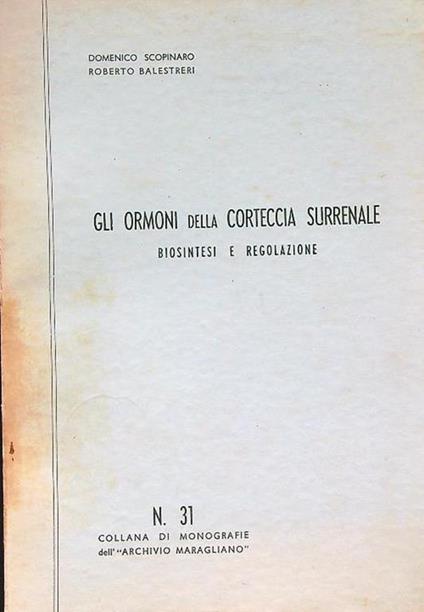 DOMENICO SCOPINARO
ROBERTO BALESTRERI
GLI ORMONI DELLA CORTECCIA SURRENALE
BIOSINTESI E REGOLAZIONE
N. 31
COLLANA DI MONOGRAFIE
dell' "ARCHIVIO MARAGLIANO"